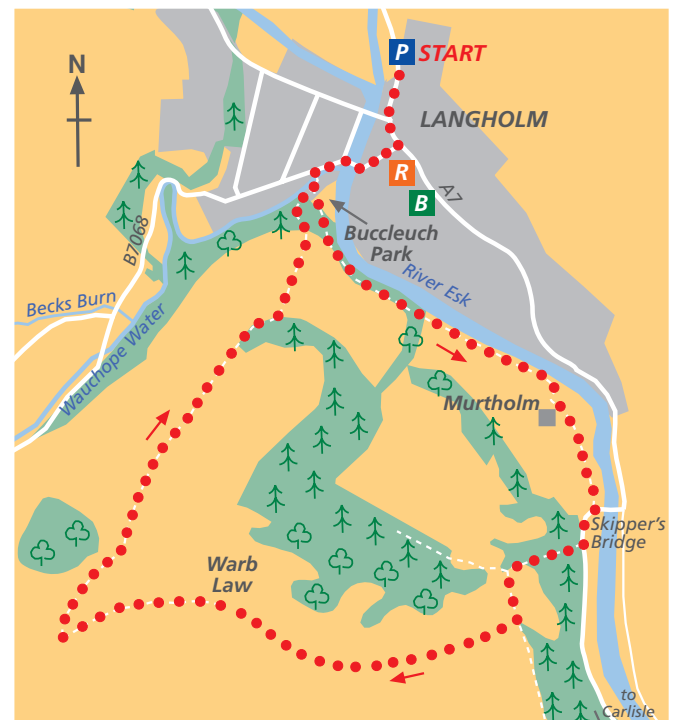 P START
N
LANGHOLM
R
B
A7
Buccleuch
Park
B7068
River Esk
Becks Burn
Wauchope Water
Murtholm
Skipper's
Bridge
Warb
Law
to
Carlisle